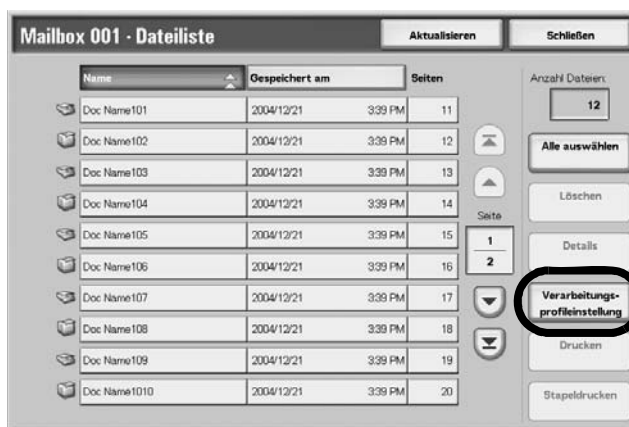 Mailbox 001 - Dateiliste
Aktualisieren
Schließen
Name
Gespeichert am
Seiten
Anzahl Dateien:
12
Doc Name101 2004/12/21 3:39 PM 11
Doc Name102 2004/12/21 3:39 PM 12
Doc Name103 2004/12/21 3:39 PM 13
Doc Name104 2004/12/21 3:39 PM 14
Doc Name105 2004/12/21 3:39 PM 15
Doc Name106 2004/12/21 3:39 PM 16
Doc Name107 2004/12/21 3:39 PM 17
Doc Name108 2004/12/21 3:39 PM 18
Doc Name109 2004/12/21 3:39 PM 19
Doc Name1010 2004/12/21 3:39 PM 20
Seite
1
2
Alle auswählen
Löschen
Details
Verarbeitungs-
profileinstellung
Drucken
Stapeldrucken